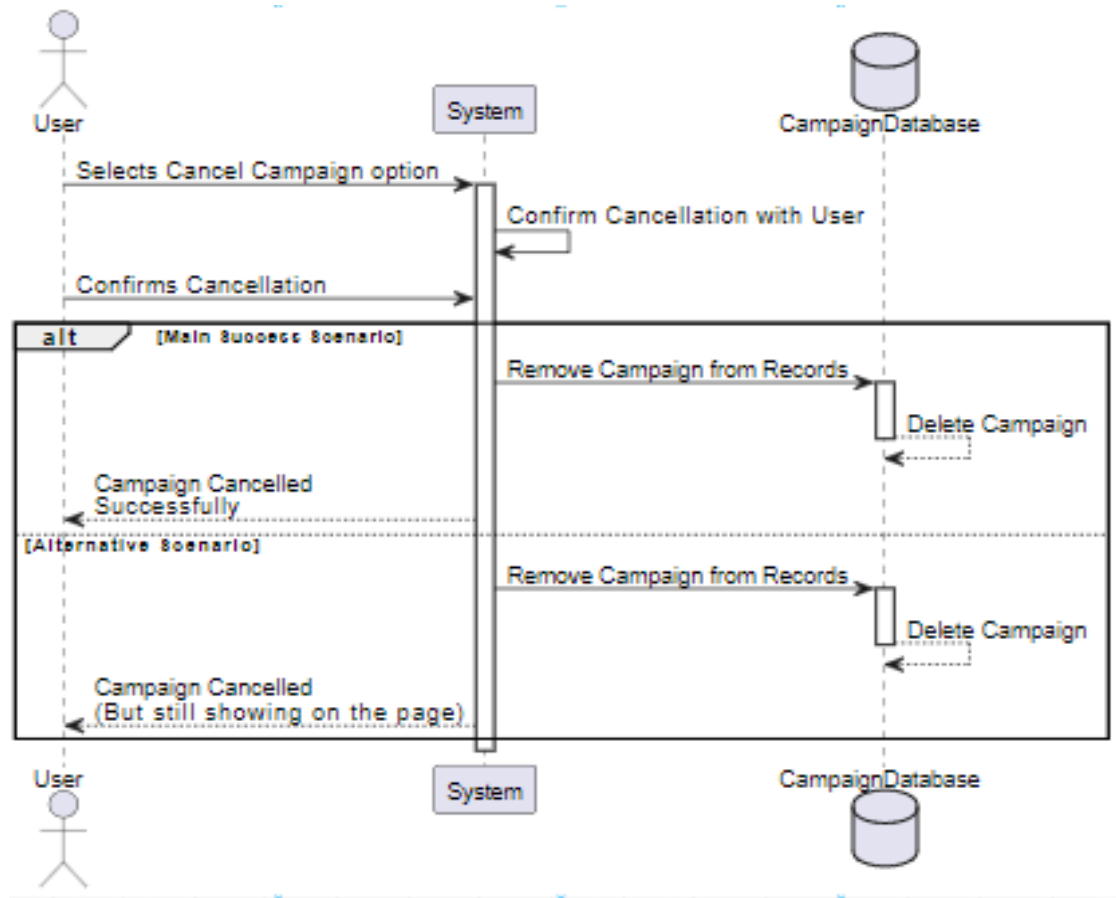 User
System
CampaignDatabase
Selects Cancel Campaign option
Confirm Cancellation with User
Confirms Cancellation
alt
[Main Success Scenario]
Remove Campaign from Records
Delete Campaign
Campaign Cancelled
Successfully
[Alternative Scenario]
Remove Campaign from Records
Delete Campaign
Campaign Cancelled
(But still showing on the page)
User
System
CampaignDatabase